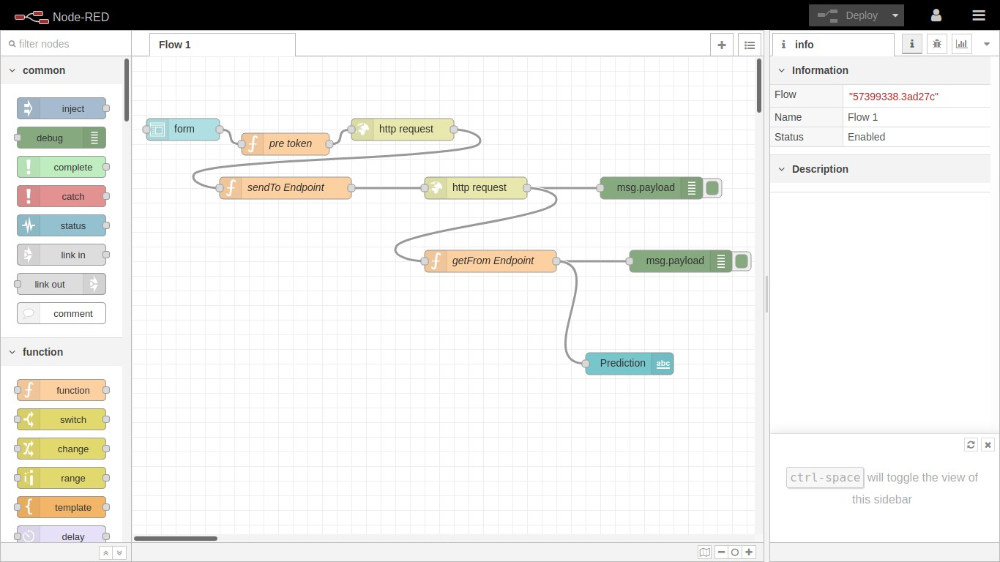 Node-RED
Deploy
filter nodes
Flow 1
info
common
inject
debug
complete
catch
status
link in
link out
comment
function
function
switch
change
range
template
delay
form
pre token
http request
sendTo Endpoint
http request
msg.payload
getFrom Endpoint
msg.payload
Prediction
abc
Information
Flow "57399338.3ad27c"
Name Flow 1
Status Enabled
Description
ctrl-space will toggle the view of
this sidebar